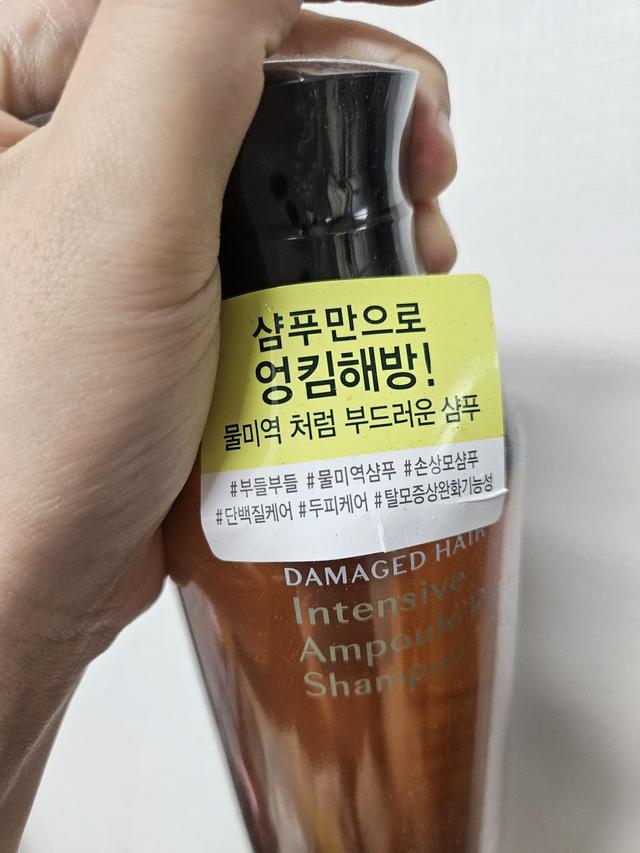 샴푸만으로
엉킴해방!
물미역 처럼 부드러운 샴푸
#부들부들 #물미역샴푸 #손상모샴푸
#단백질케어 #두피케어 #탈모증상완화기능성
DAMAGED HAIR
Intensive
Ampoule
Shampoo